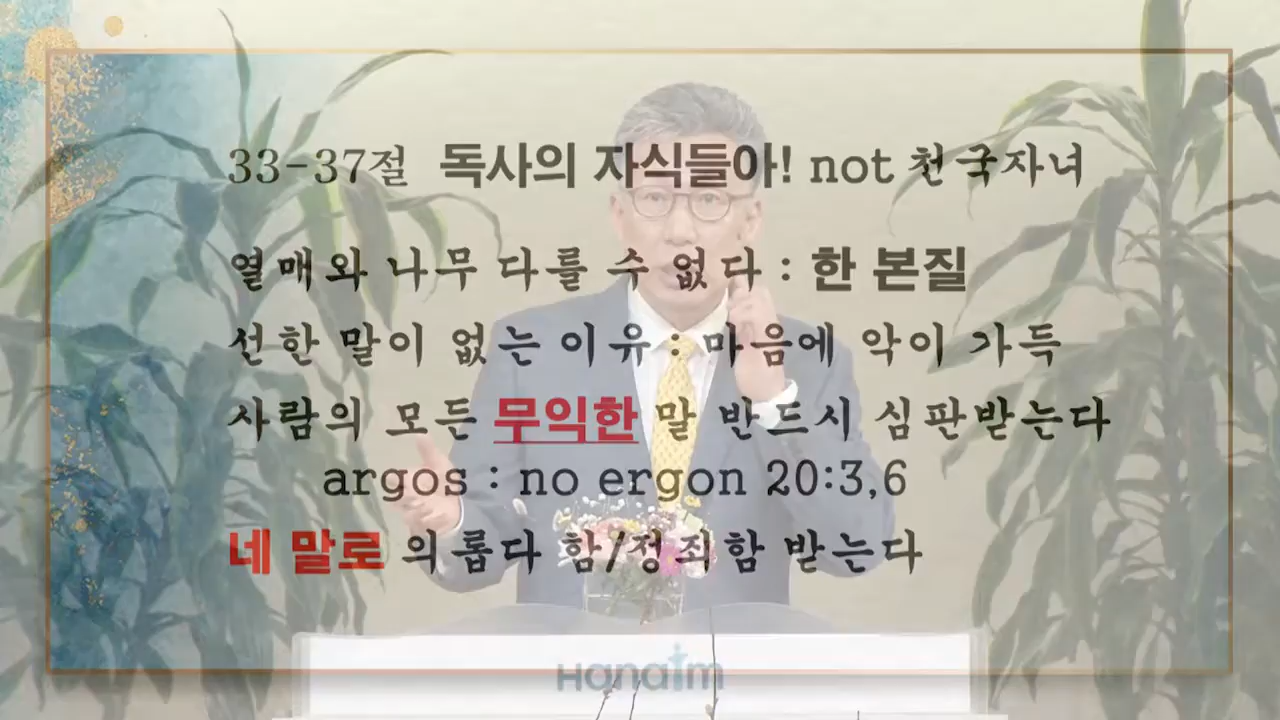 33-37절 독사의 자식들아! not 천국자녀
열매와 나무 다를 수 없다 : 한 본질
선한 말이 없는 이유 : 마음에 악이 가득
사람의 모든 무익한 말 반드시 심판받는다
argos : no ergon 20:3,6
네 말로 의롭다 함/정죄함 받는다
Hanaim